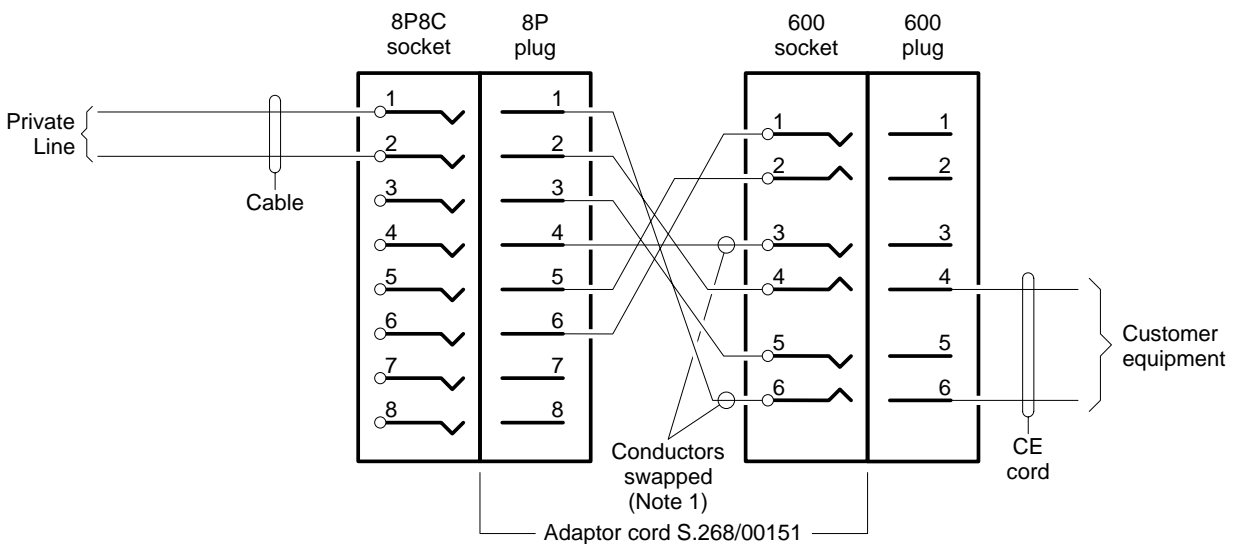 8P8C
socket
8P
plug
600
socket
600
plug
Private
Line
Cable
1
2
3
4
5
6
7
8
1
2
3
4
5
6
7
8
1
2
3
4
5
6
1
2
3
4
5
6
Customer
equipment
CE
cord
Conductors
swapped
(Note 1)
Adaptor cord S.268/00151